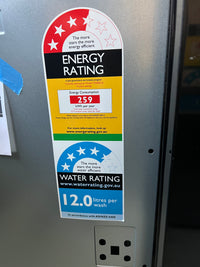 The more
stars the more
energy efficient
ENERGY
RATING
Energy Consumption
259
kWh per year
www.energyrating.gov.au
The more
stars the more
water efficient
WATER RATING
www.waterrating.gov.au
12.0 litres per
wash